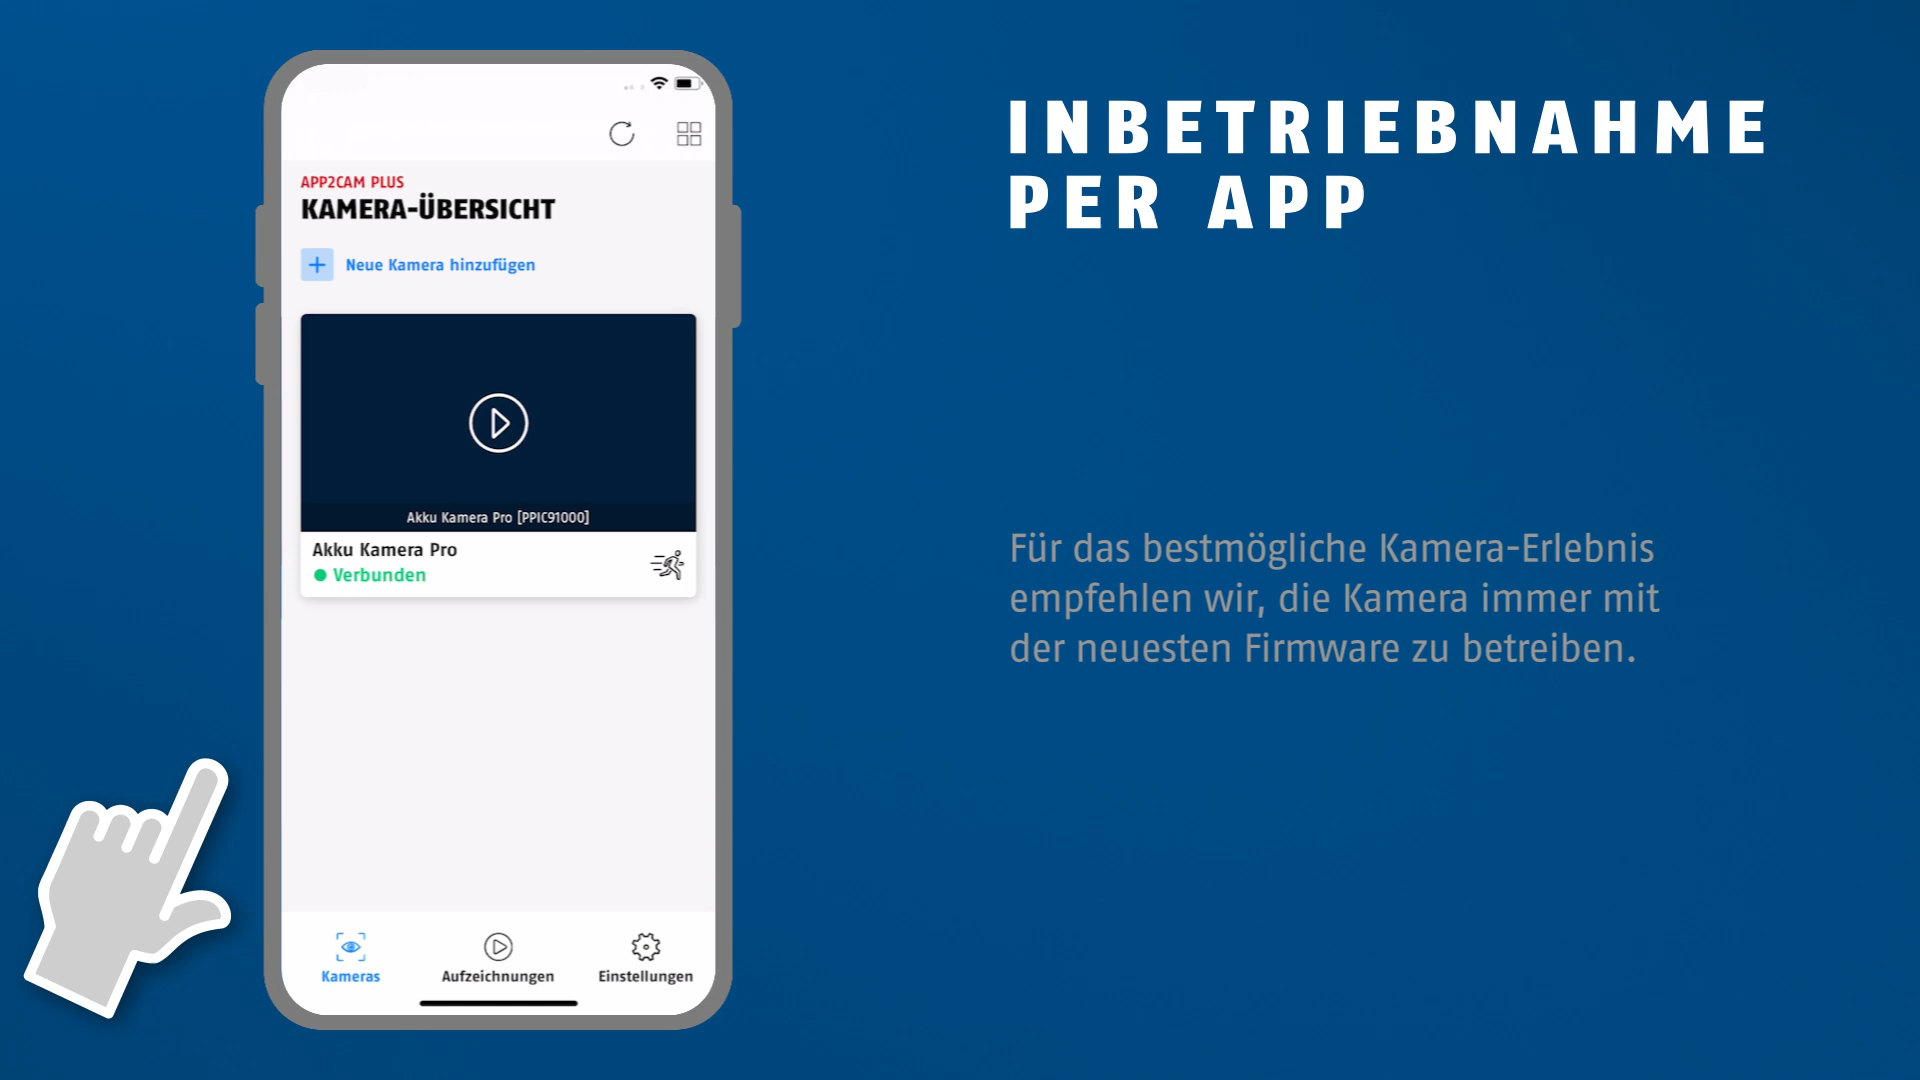 APP2CAM PLUS
KAMERA-ÜBERSICHT
Neue Kamera hinzufügen
Akku Kamera Pro [PPIC91000]
Akku Kamera Pro
Verbunden
Kameras
Aufzeichnungen
Einstellungen
INBETRIEBNAHME
PER APP
Für das bestmögliche Kamera-Erlebnis
empfehlen wir, die Kamera immer mit
der neuesten Firmware zu betreiben.